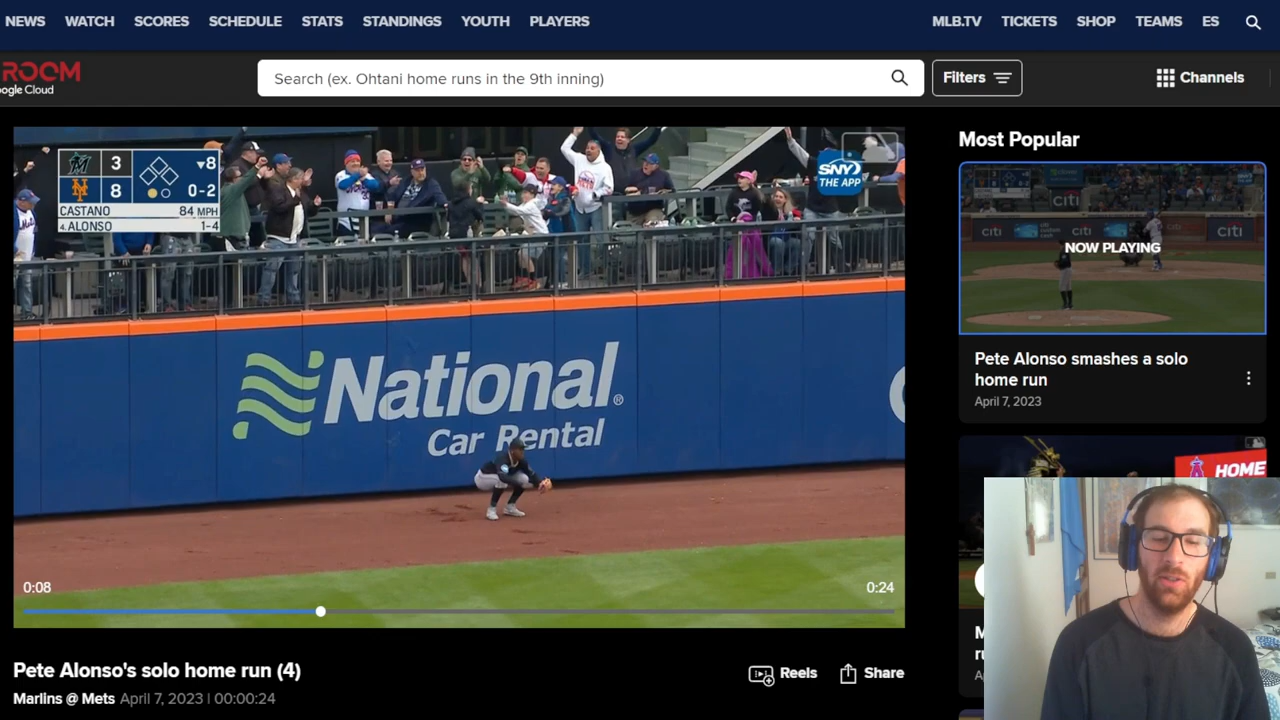 NEWS WATCH SCORES SCHEDULE STATS STANDINGS YOUTH PLAYERS MLB.TV TICKETS SHOP TEAMS ES
ROOM
ogle Cloud
Search (ex. Ohtani home runs in the 9th inning)
Filters
Channels
3 ▾8
8 0-2
CASTANO 84 MPH
4. ALONSO 1-4
SNY
THE APP
National®
Car Rental
0:08
0:24
Pete Alonso's solo home run (4)
Marlins @ Mets April 7, 2023 | 00:00:24
Reels
Share
Most Popular
citi
citi
citi
citi
NOW PLAYING
Pete Alonso smashes a solo
home run
April 7, 2023
HOME